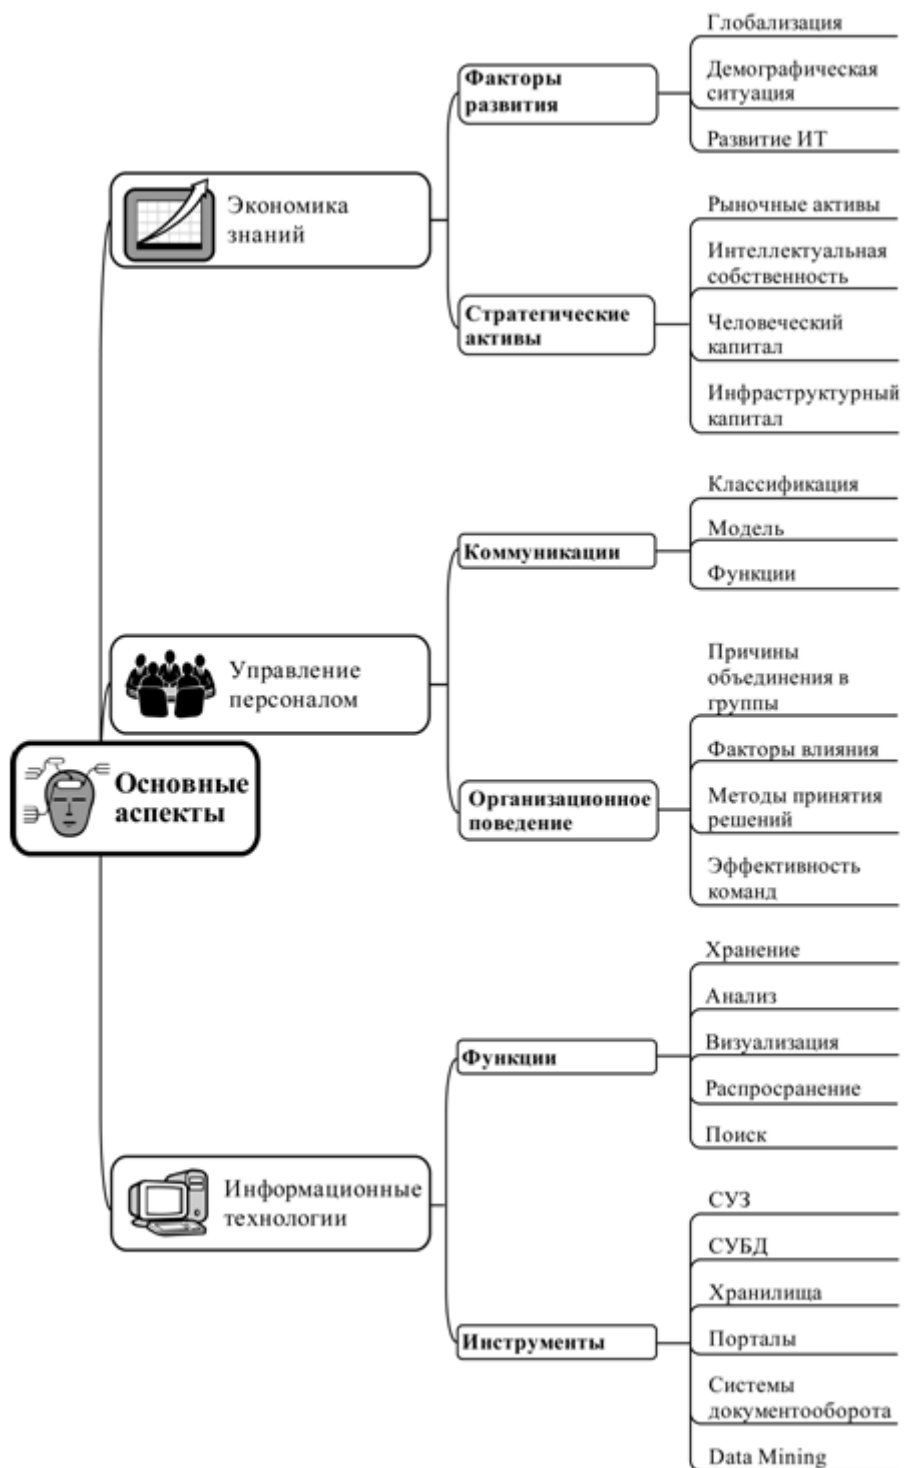 Глобализация
Демографическая
ситуация
Развитие ИТ
Факторы
развития
Экономика
знаний
Рыночные активы
Интеллектуальная
собственность
Человеческий
капитал
Инфраструктурный
капитал
Стратегические
активы
Классификация
Модель
Функции
Коммуникации
Управление
персоналом
Причины
объединения в
группы
Факторы влияния
Методы принятия
решений
Эффективность
команд
Организационное
поведение
Основные
аспекты
Хранение
Анализ
Визуализация
Распросранение
Поиск
Функции
Информационные
технологии
СУЗ
СУБД
Хранилища
Порталы
Системы
документооборота
Data Mining
Инструменты